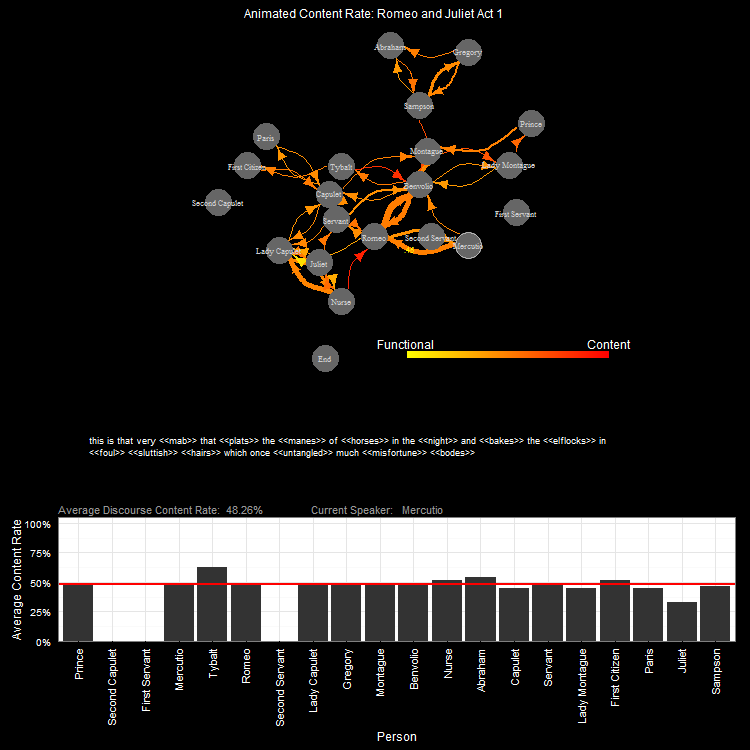 Animated Content Rate: Romeo and Juliet Act 1
Abraham
Gregory
Sampson
Prince
Paris
Montague
First Citizen
Tybalt
Lady Montague
Benvolio
Capulet
Second Capulet
First Servant
Servant
Romeo
Second Servant
Mercutio
Lady Capulet
Juliet
Nurse
End
Functional Content
this is that very <<mab>> that <<plats>> the <<manes>> of <<horses>> in the <<night>> and <<bakes>> the <<elflocks>> in
<<foul>> <<sluttish>> <<hairs>> which once <<untangled>> much <<misfortune>> <<bodes>>
Average Discourse Content Rate: 48.26% Current Speaker: Mercutio
Average Content Rate
100%
75%
50%
25%
0%
Prince
Second Capulet
First Servant
Mercutio
Tybalt
Romeo
Second Servant
Lady Capulet
Gregory
Montague
Benvolio
Nurse
Abraham
Capulet
Servant
Lady Montague
First Citizen
Paris
Juliet
Sampson
Person